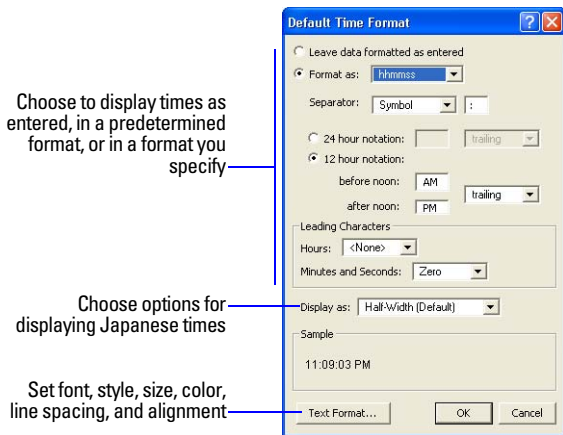 Default Time Format
Leave data formatted as entered
Format as: hhmmss
Separator: Symbol :
24 hour notation: trailing
12 hour notation:
before noon: AM
after noon: PM
trailing
Leading Characters
Hours: <None>
Minutes and Seconds: Zero
Display as: Half-Width (Default)
Sample
11:09:03 PM
Text Format... OK Cancel
Choose to display times as
entered, in a predetermined
format, or in a format you
specify
Choose options for
displaying Japanese times
Set font, style, size, color,
line spacing, and alignment